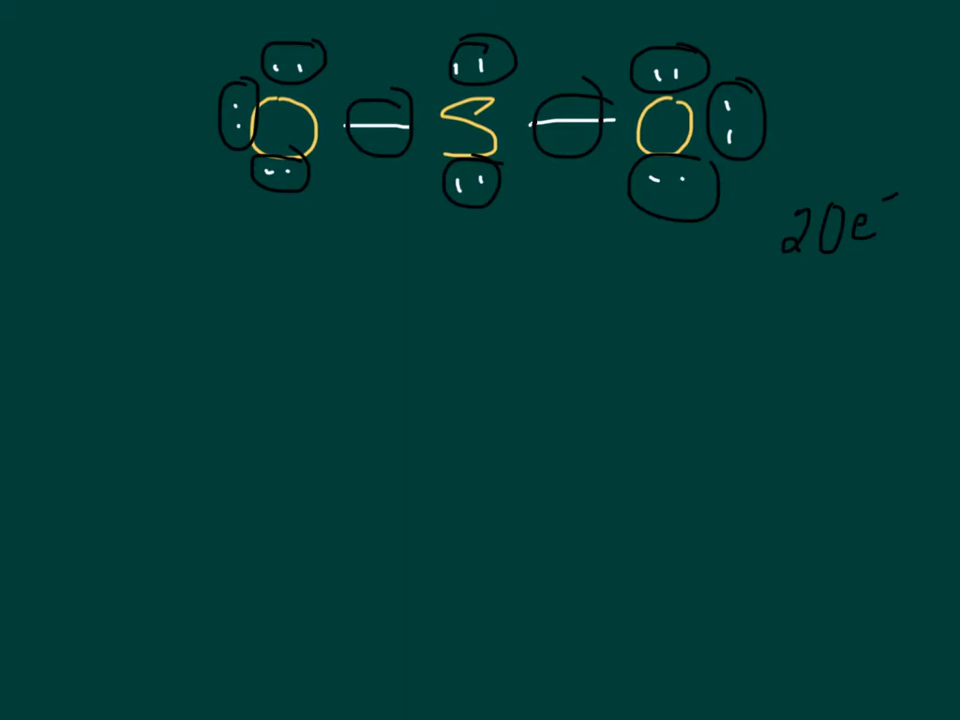 O — S — O
20e⁻